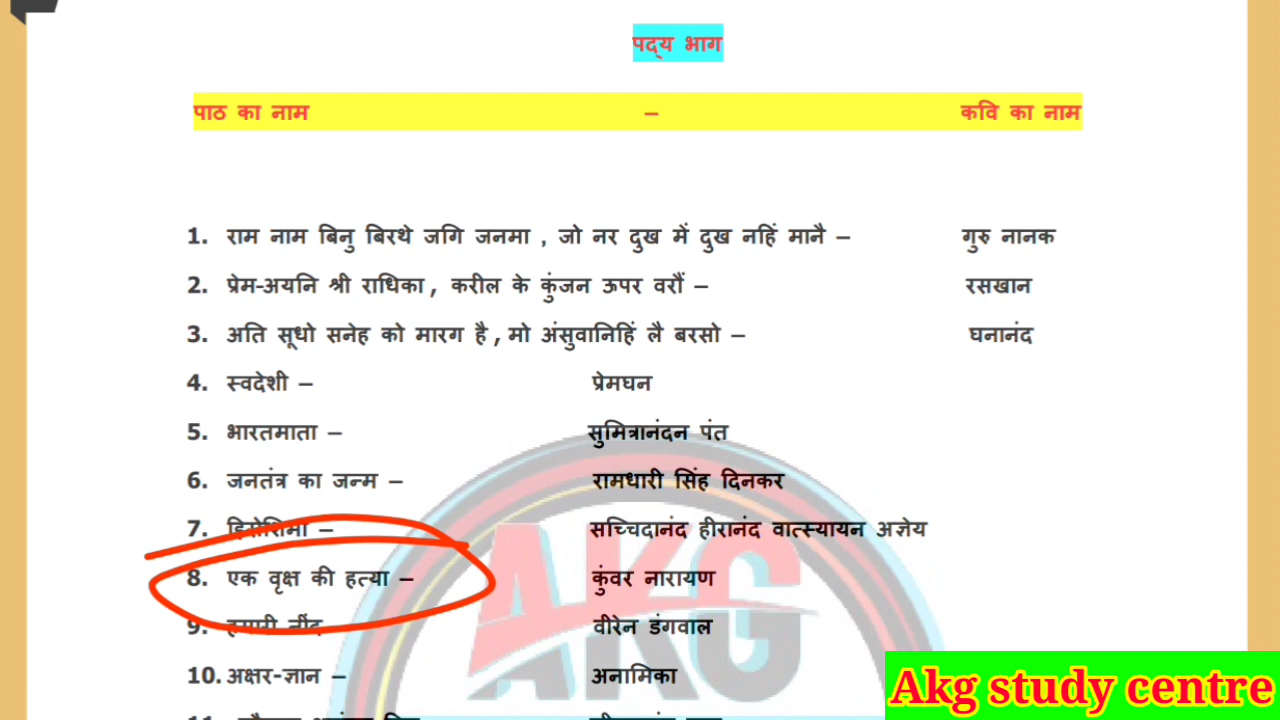 पद्य भाग
पाठ का नाम – कवि का नाम
1. राम नाम बिनु बिरथे जगि जनमा , जो नर दुख में दुख नहिं मानै – गुरु नानक
2. प्रेम-अयनि श्री राधिका , करील के कुंजन ऊपर वरौं – रसखान
3. अति सूधो सनेह को मारग है , मो अंसुवानिहिं लै बरसो – घनानंद
4. स्वदेशी – प्रेमघन
5. भारतमाता – सुमित्रानंदन पंत
6. जनतंत्र का जन्म – रामधारी सिंह दिनकर
7. हिरोशिमा – सच्चिदानंद हीरानंद वात्स्यायन अज्ञेय
8. एक वृक्ष की हत्या – कुंवर नारायण
9. हमारी नींद वीरेन डंगवाल
10. अक्षर-ज्ञान – अनामिका
AKG
Akg study centre